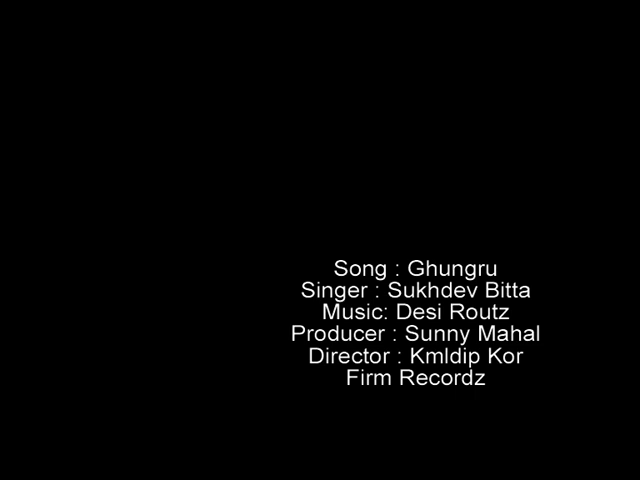 Song : Ghungru
Singer : Sukhdev Bitta
Music: Desi Routz
Producer : Sunny Mahal
Director : Kmldip Kor
Firm Recordz